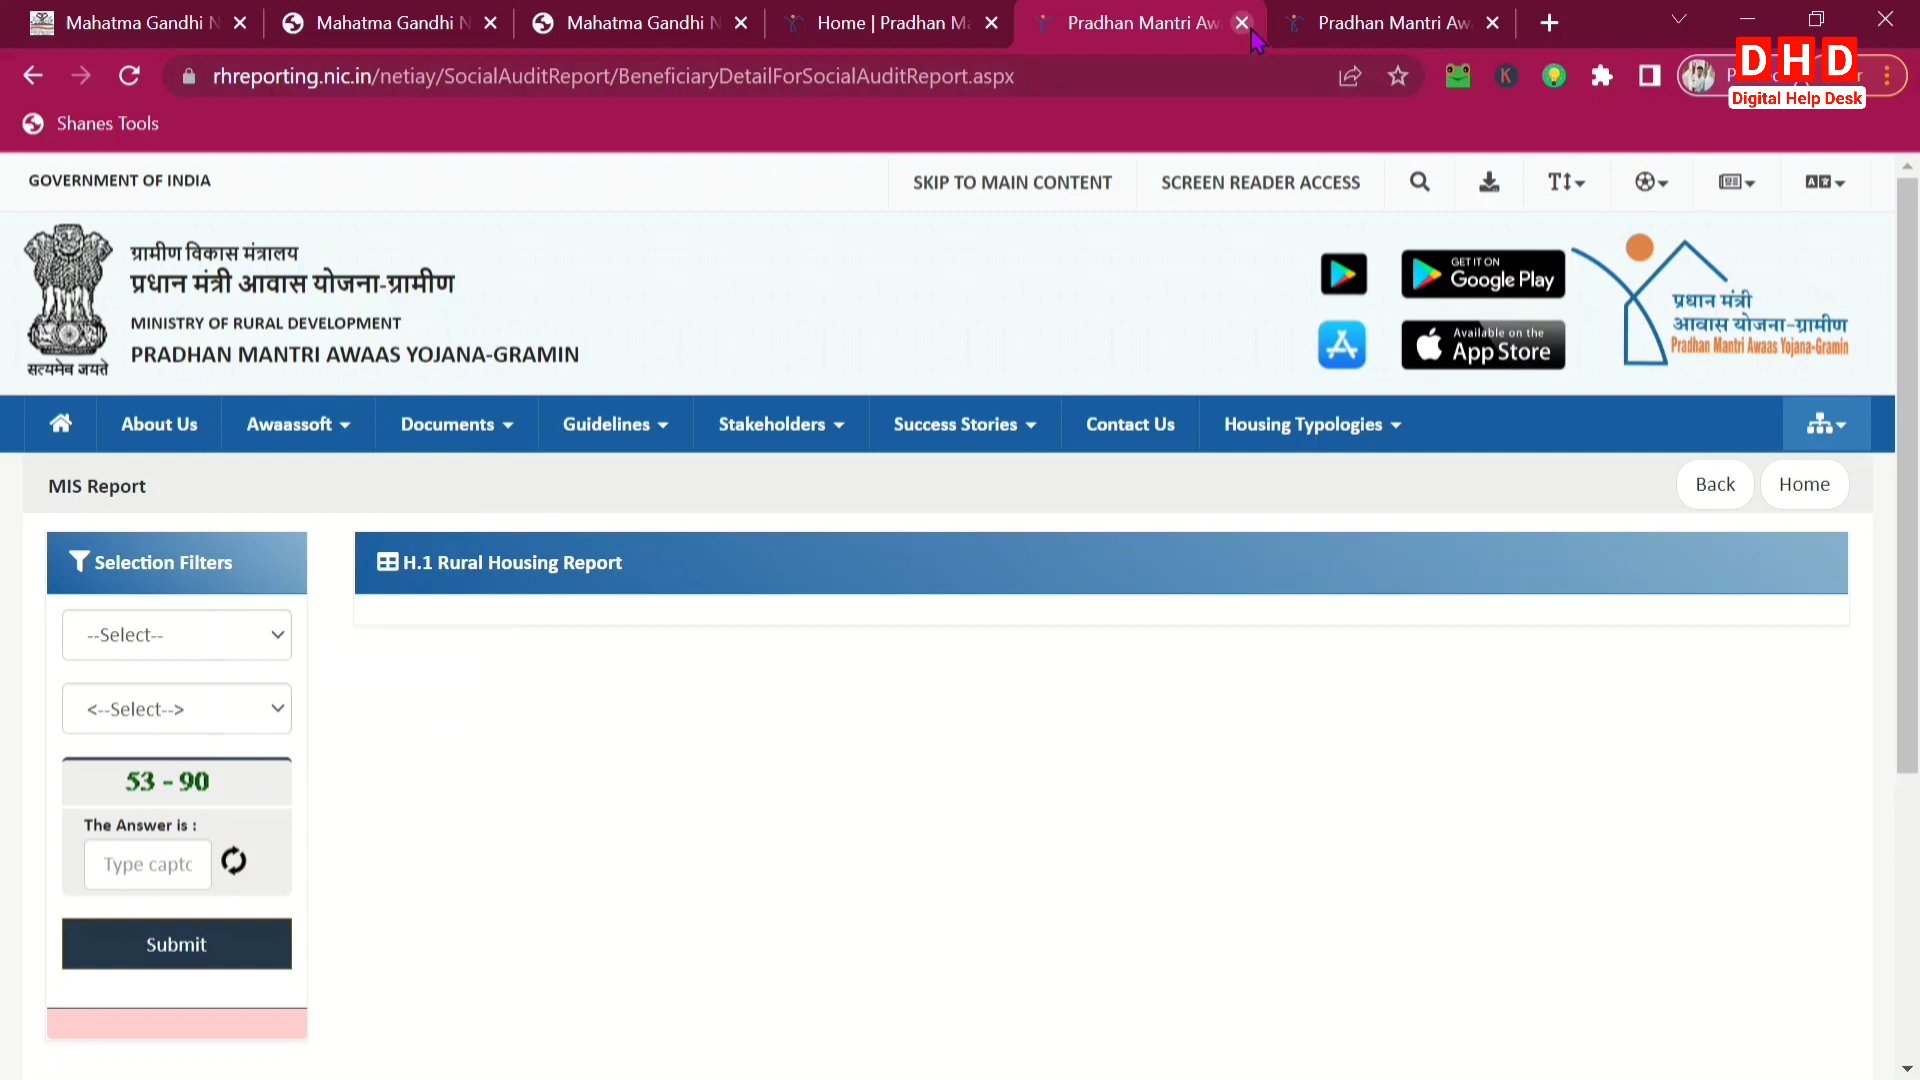 Mahatma Gandhi N
Mahatma Gandhi N
Mahatma Gandhi N
Home | Pradhan Ma
Pradhan Mantri Awa
Pradhan Mantri Awa
rhreporting.nic.in/netiay/SocialAuditReport/BeneficiaryDetailForSocialAuditReport.aspx
K
DHD
Digital Help Desk
Shanes Tools
GOVERNMENT OF INDIA
SKIP TO MAIN CONTENT
SCREEN READER ACCESS
ग्रामीण विकास मंत्रालय
प्रधान मंत्री आवास योजना-ग्रामीण
MINISTRY OF RURAL DEVELOPMENT
PRADHAN MANTRI AWAAS YOJANA-GRAMIN
सत्यमेव जयते
GET IT ON
Google Play
Available on the
App Store
प्रधान मंत्री
आवास योजना-ग्रामीण
Pradhan Mantri Awaas Yojana-Gramin
About Us
Awaassoft
Documents
Guidelines
Stakeholders
Success Stories
Contact Us
Housing Typologies
MIS Report
Back
Home
Selection Filters
H.1 Rural Housing Report
--Select--
<--Select-->
53 - 90
The Answer is :
Type captc
Submit